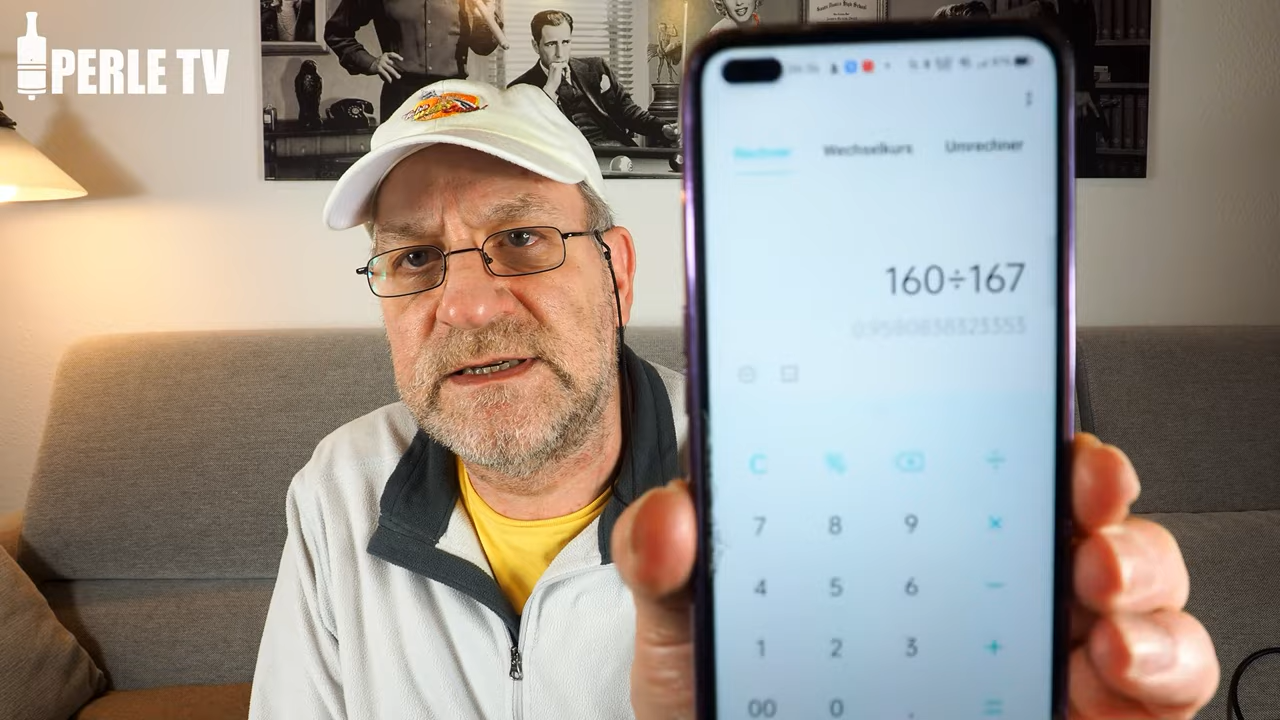 PERLE TV
Rechner Wechselkurs Umrechner
160÷167
0.9580838323353
C ÷
7 8 9 ×
4 5 6 −
1 2 3 +
00 0 . =